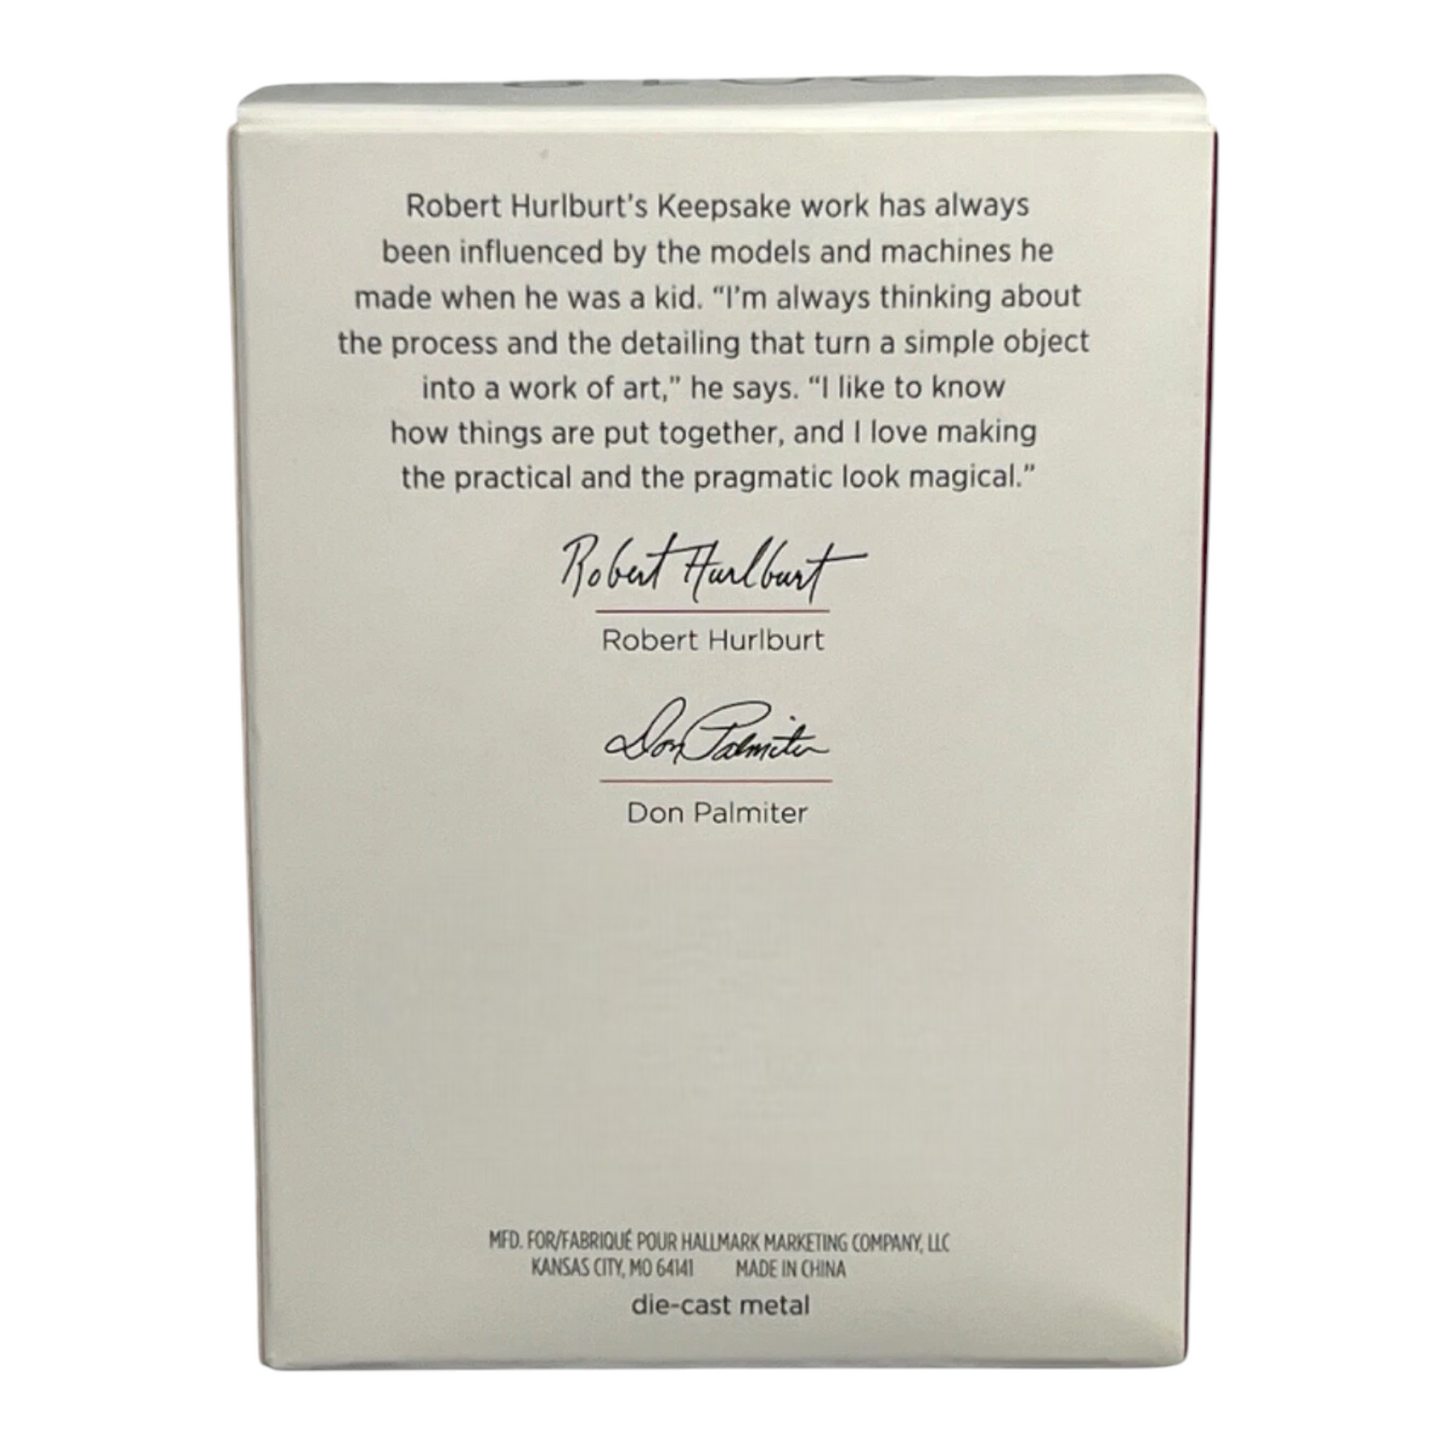 Robert Hurlburt's Keepsake work has always
been influenced by the models and machines he
made when he was a kid. “I'm always thinking about
the process and the detailing that turn a simple object
into a work of art,” he says. “I like to know
how things are put together, and I love making
the practical and the pragmatic look magical.”
Robert Hurlburt
Robert Hurlburt
Don Palmiter
Don Palmiter
MFD. FOR/FABRIQUÉ POUR HALLMARK MARKETING COMPANY, LLC
KANSAS CITY, MO 64141 MADE IN CHINA
die-cast metal